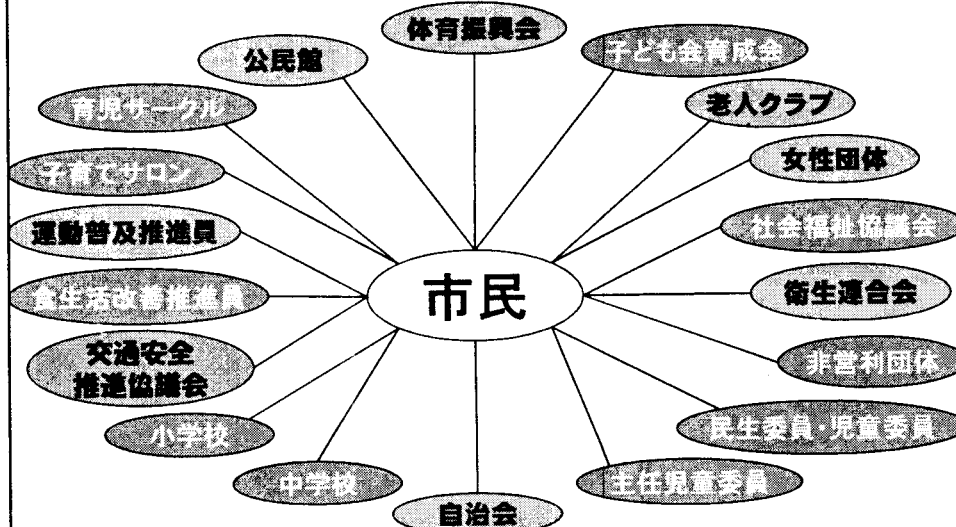 体育振興会
子ども会育成会
公民館
老人クラブ
育児サークル
女性団体
子育てサロン
社会福祉協議会
運動普及推進員
市民
衛生連合会
食生活改善推進員
非営利団体
交通安全
推進協議会
民生委員・児童委員
小学校
主任児童委員
中学校
自治会